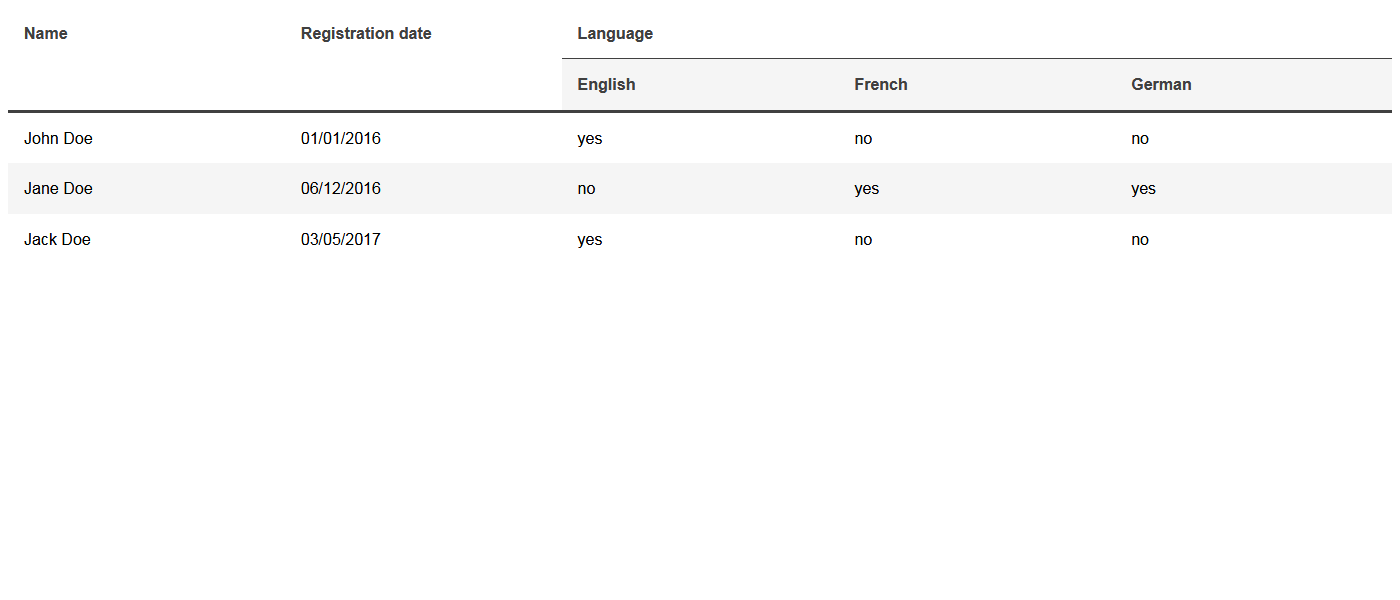 Name Registration date Language
English French German
John Doe 01/01/2016 yes no no
Jane Doe 06/12/2016 no yes yes
Jack Doe 03/05/2017 yes no no